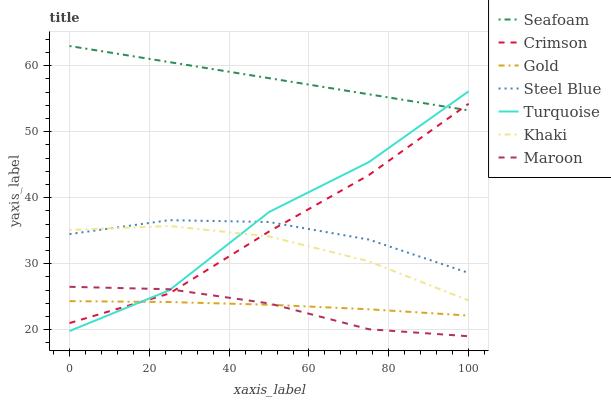 title
Seafoam
Crimson
Gold
Steel Blue
Turquoise
Khaki
Maroon
yaxis_label
60
50
40
30
20
0 20 40 60 80 100
xaxis_label